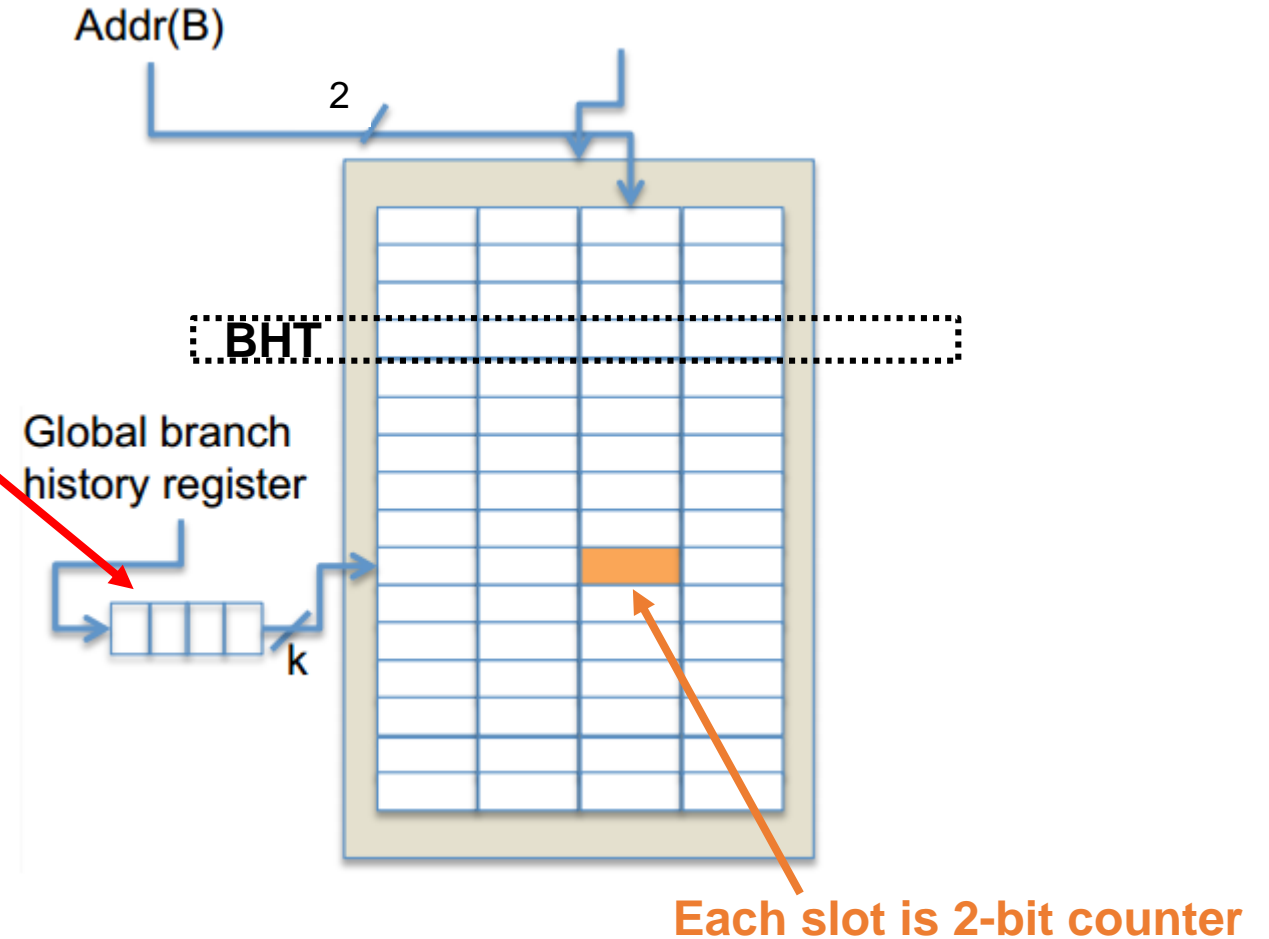 Addr(B)
2
BHT
Global branch
history register
k
Each slot is 2-bit counter